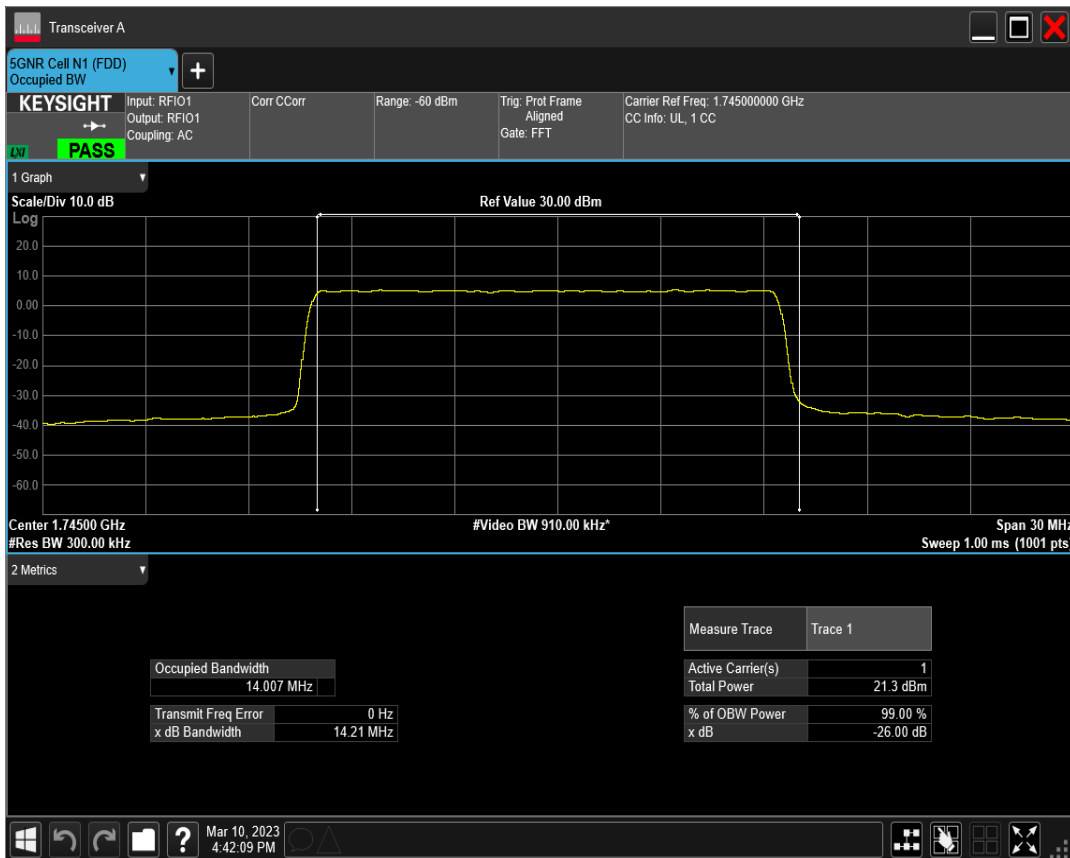 Transceiver A
5GNR Cell N1 (FDD)
Occupied BW
+
KEYSIGHT
LXI
PASS
Input: RFIO1
Output: RFIO1
Coupling: AC
Corr CCorr
Range: -60 dBm
Trig: Prot Frame
Aligned
Gate: FFT
Carrier Ref Freq: 1.745000000 GHz
CC Info: UL, 1 CC
1 Graph
Scale/Div 10.0 dB
Ref Value 30.00 dBm
Log
20.0
10.0
0.00
-10.0
-20.0
-30.0
-40.0
-50.0
-60.0
Center 1.74500 GHz
#Video BW 910.00 kHz*
Span 30 MHz
#Res BW 300.00 kHz
Sweep 1.00 ms (1001 pts)
2 Metrics
Measure Trace Trace 1
Occupied Bandwidth
14.007 MHz
Transmit Freq Error 0 Hz
x dB Bandwidth 14.21 MHz
Active Carrier(s) 1
Total Power 21.3 dBm
% of OBW Power 99.00 %
x dB -26.00 dB
?
Mar 10, 2023
4:42:09 PM